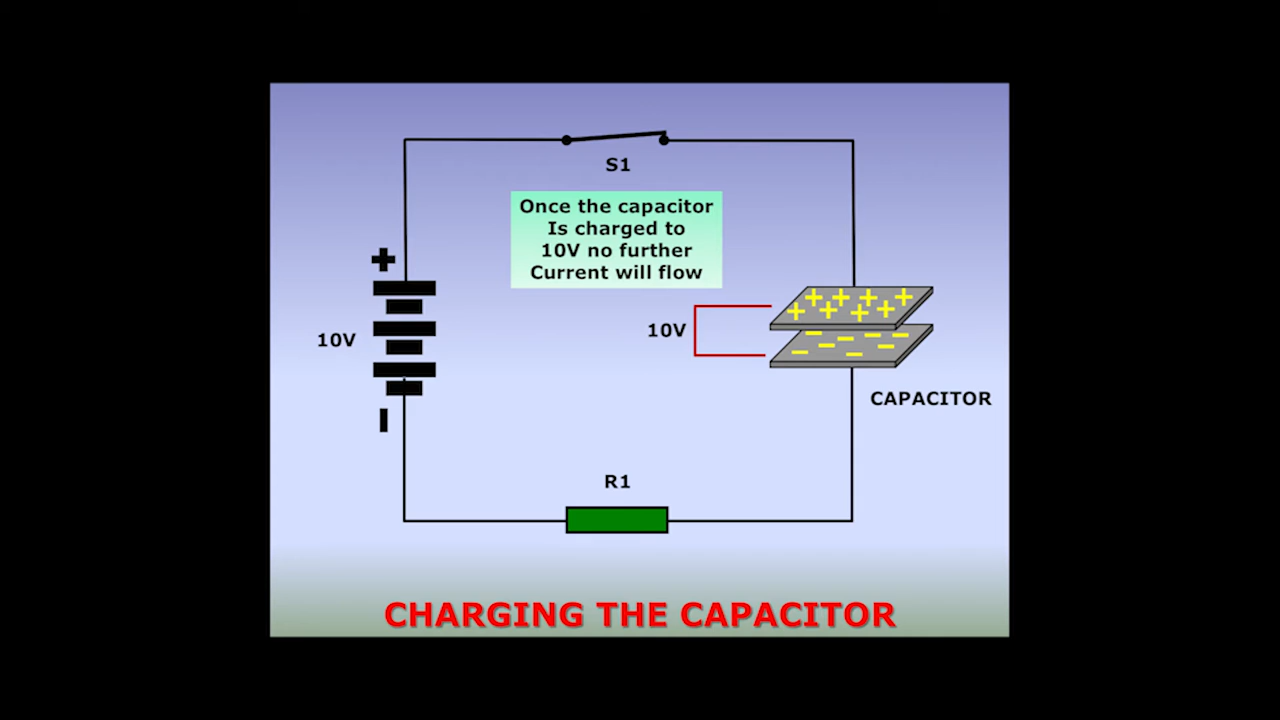 S1
Once the capacitor
Is charged to
10V no further
Current will flow
+
10V
10V
CAPACITOR
R1
CHARGING THE CAPACITOR